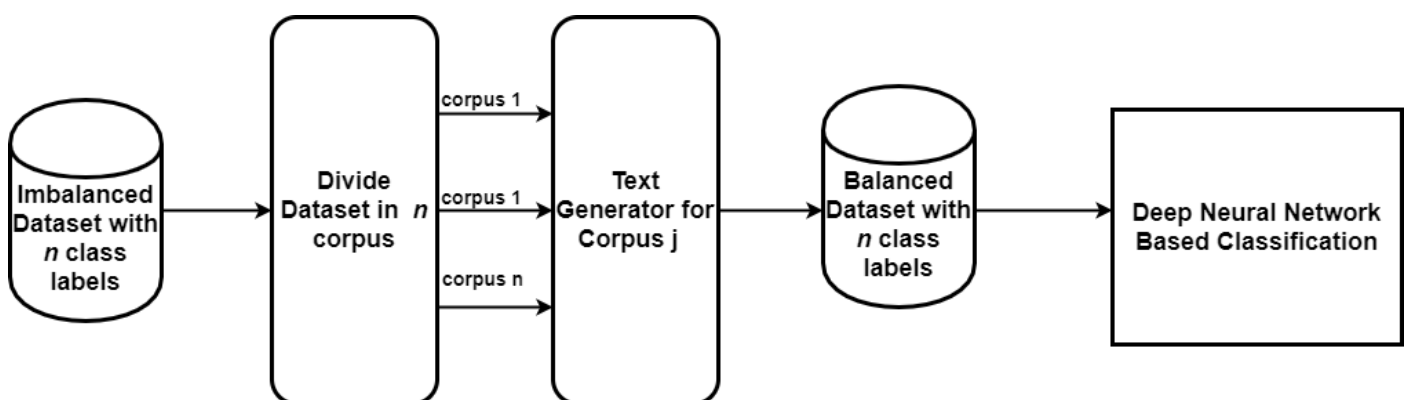 Imbalanced
Dataset with
n class
labels
Divide
Dataset in n
corpus
corpus 1
corpus 1
corpus n
Text
Generator for
Corpus j
Balanced
Dataset with
n class
labels
Deep Neural Network
Based Classification